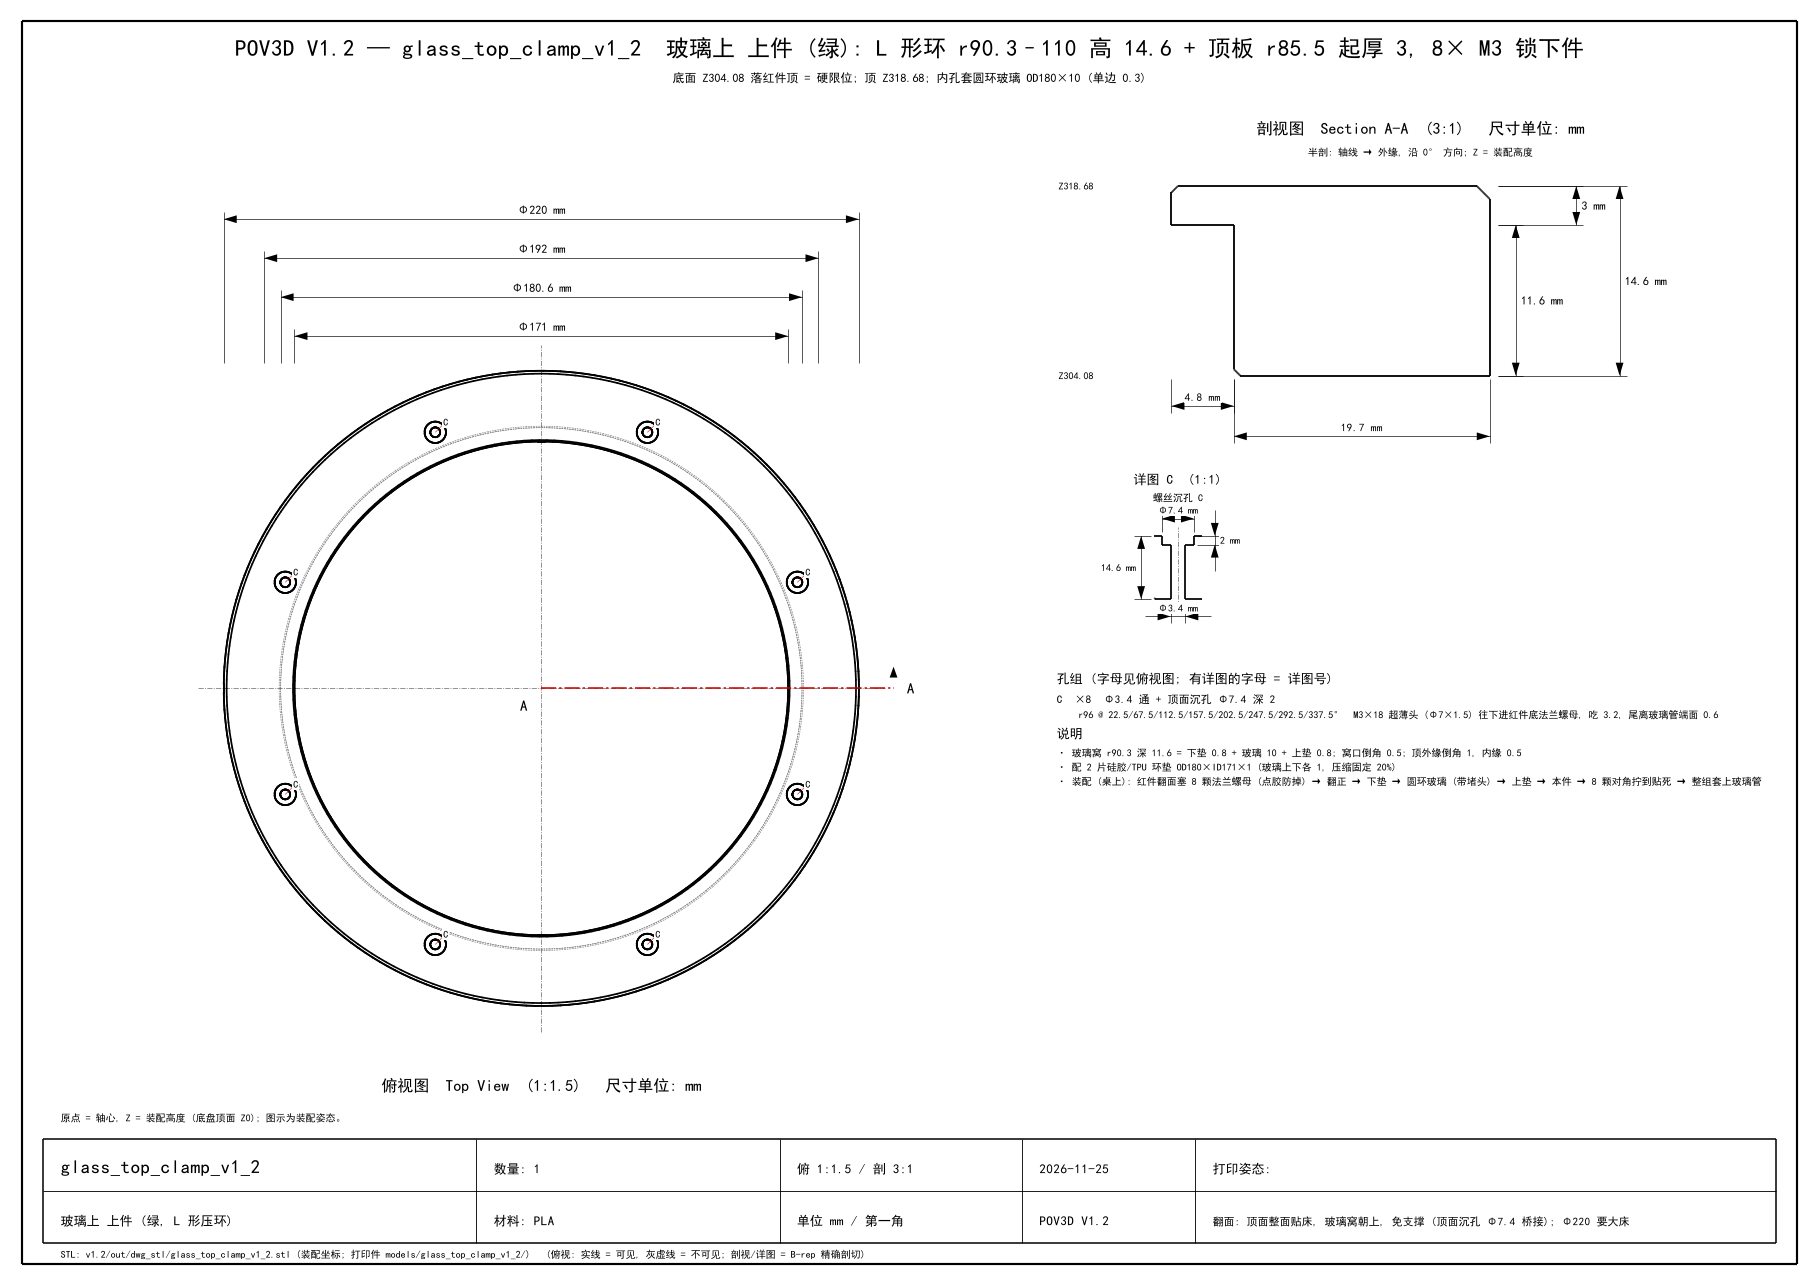 POV3D V1.2 — glass_top_clamp_v1_2  玻璃上 上件 (绿): L 形环 r90.3–110 高 14.6 + 顶板 r85.5 起厚 3, 8× M3 锁下件
底面 Z304.08 落红件顶 = 硬限位; 顶 Z318.68; 内孔套圆环玻璃 OD180×10 (单边 0.3)
剖视图  Section A-A  (3:1)   尺寸单位: mm
半剖: 轴线 → 外缘, 沿 0° 方向; Z = 装配高度
Z318.68
3 mm
14.6 mm
11.6 mm
Z304.08
4.8 mm
19.7 mm
Φ220 mm
Φ192 mm
Φ180.6 mm
Φ171 mm
C
C
C
C
C
C
C
C
A
A
详图 C  (1:1)
螺丝沉孔 C
Φ7.4 mm
2 mm
14.6 mm
Φ3.4 mm
孔组 (字母见俯视图; 有详图的字母 = 详图号)
C  ×8  Φ3.4 通 + 顶面沉孔 Φ7.4 深 2
r96 @ 22.5/67.5/112.5/157.5/202.5/247.5/292.5/337.5°  M3×18 超薄头 (Φ7×1.5) 往下进红件底法兰螺母, 吃 3.2, 尾离玻璃管端面 0.6
说明
· 玻璃窝 r90.3 深 11.6 = 下垫 0.8 + 玻璃 10 + 上垫 0.8; 窝口倒角 0.5; 顶外缘倒角 1, 内缘 0.5
· 配 2 片硅胶/TPU 环垫 OD180×ID171×1 (玻璃上下各 1, 压缩固定 20%)
· 装配 (桌上): 红件翻面塞 8 颗法兰螺母 (点胶防掉) → 翻正 → 下垫 → 圆环玻璃 (带堵头) → 上垫 → 本件 → 8 颗对角拧到贴死 → 整组套上玻璃管
俯视图  Top View  (1:1.5)   尺寸单位: mm
原点 = 轴心, Z = 装配高度 (底盘顶面 Z0); 图示为装配姿态。
glass_top_clamp_v1_2
数量: 1
俯 1:1.5 / 剖 3:1
2026-11-25
打印姿态:
玻璃上 上件 (绿, L 形压环)
材料: PLA
单位 mm / 第一角
POV3D V1.2
翻面: 顶面整面贴床, 玻璃窝朝上, 免支撑 (顶面沉孔 Φ7.4 桥接); Φ220 要大床
STL: v1.2/out/dwg_stl/glass_top_clamp_v1_2.stl (装配坐标; 打印件 models/glass_top_clamp_v1_2/)   (俯视: 实线 = 可见, 灰虚线 = 不可见; 剖视/详图 = B-rep 精确剖切)